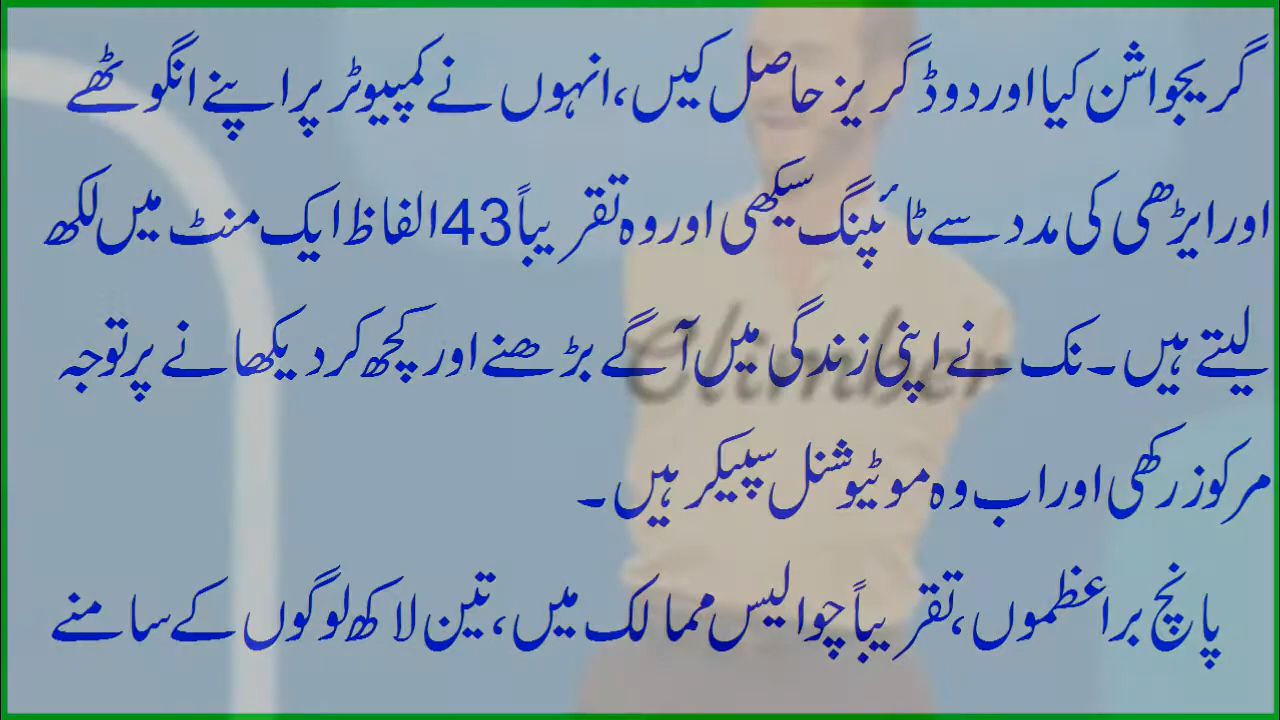 گریجواشن کیا اور دو ڈگریز حاصل کیں، انہوں نے کمپیوٹر پر اپنے انگوٹھے
اور ایڑھی کی مدد سے ٹائپنگ سیکھی اور وہ تقریباً 43 الفاظ ایک منٹ میں لکھ
لیتے ہیں۔ نک نے اپنی زندگی میں آگے بڑھنے اور کچھ کر دیکھانے پر توجہ
مرکوز رکھی اور اب وہ موٹیوشنل سپیکر ہیں۔
پانچ براعظموں، تقریباً چوالیس ممالک میں، تین لاکھ لوگوں کے سامنے